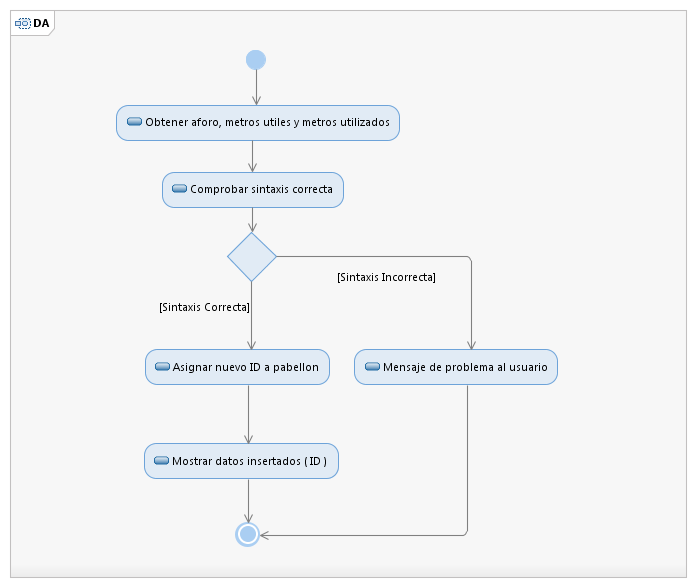 DA
Obtener aforo, metros utiles y metros utilizados
Comprobar sintaxis correcta
[Sintaxis Incorrecta]
[Sintaxis Correcta]
Asignar nuevo ID a pabellon
Mensaje de problema al usuario
Mostrar datos insertados ( ID )